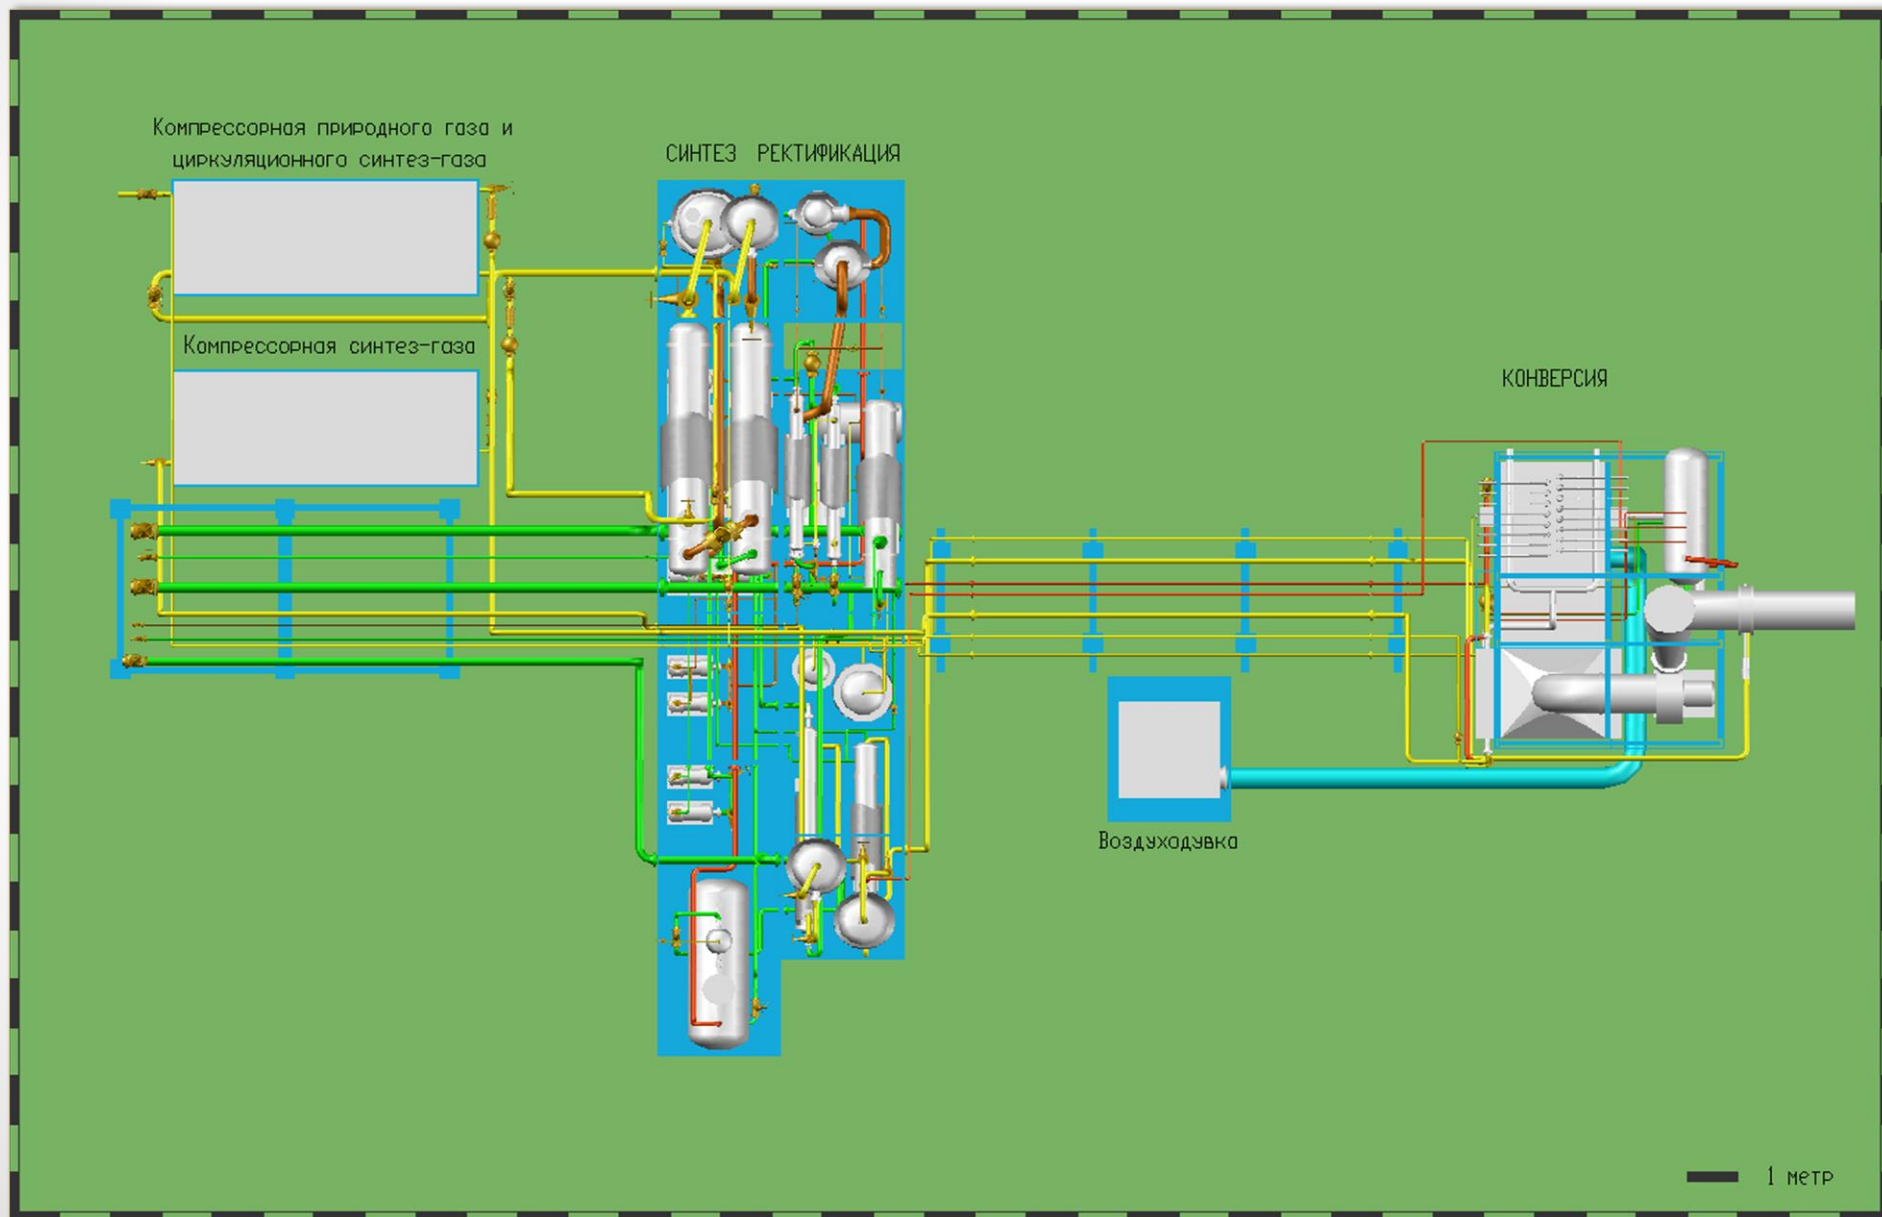 Компрессорная природного газа и
циркуляционного синтез-газа
СИНТЕЗ РЕКТИФИКАЦИЯ
Компрессорная синтез-газа
КОНВЕРСИЯ
Воздуходувка
1 метр